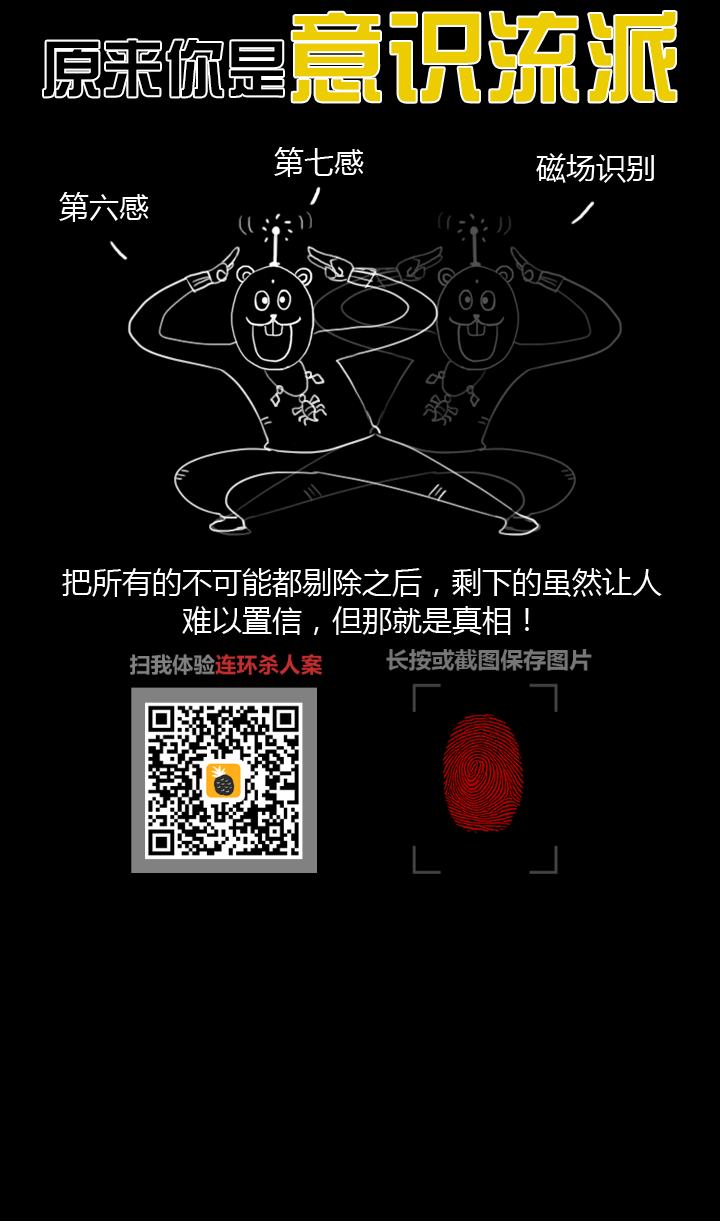 原来你是意识流派
第七感
磁场识别
第六感
把所有的不可能都剔除之后，剩下的虽然让人
难以置信，但那就是真相！
扫我体验连环杀人案
长按或截图保存图片